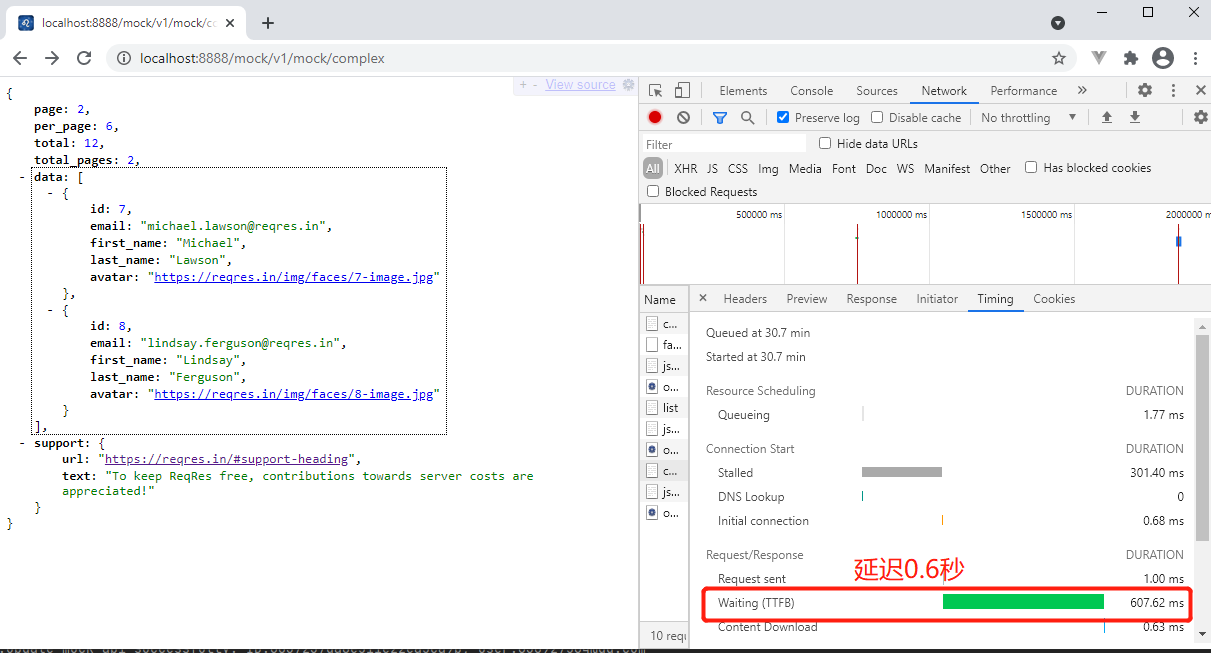 localhost:8888/mock/v1/mock/co
localhost:8888/mock/v1/mock/complex
+ - View source
{
page: 2,
per_page: 6,
total: 12,
total_pages: 2,
- data: [
- {
id: 7,
email: "michael.lawson@reqres.in",
first_name: "Michael",
last_name: "Lawson",
avatar: "https://reqres.in/img/faces/7-image.jpg"
},
- {
id: 8,
email: "lindsay.ferguson@reqres.in",
first_name: "Lindsay",
last_name: "Ferguson",
avatar: "https://reqres.in/img/faces/8-image.jpg"
}
],
- support: {
url: "https://reqres.in/#support-heading",
text: "To keep ReqRes free, contributions towards server costs are
appreciated!"
}
}
Elements Console Sources Network Performance »
Preserve log Disable cache No throttling
Filter Hide data URLs
All XHR JS CSS Img Media Font Doc WS Manifest Other Has blocked cookies
Blocked Requests
500000 ms 1000000 ms 1500000 ms 2000000 m
Name
c...
fa...
js...
o...
list
js...
o...
c...
js...
o...
10 requ
× Headers Preview Response Initiator Timing Cookies
Queued at 30.7 min
Started at 30.7 min
Resource Scheduling DURATION
Queueing 1.77 ms
Connection Start DURATION
Stalled 301.40 ms
DNS Lookup 0
Initial connection 0.68 ms
Request/Response DURATION
延迟0.6秒
Request sent 1.00 ms
Waiting (TTFB) 607.62 ms
Content Download 0.63 ms